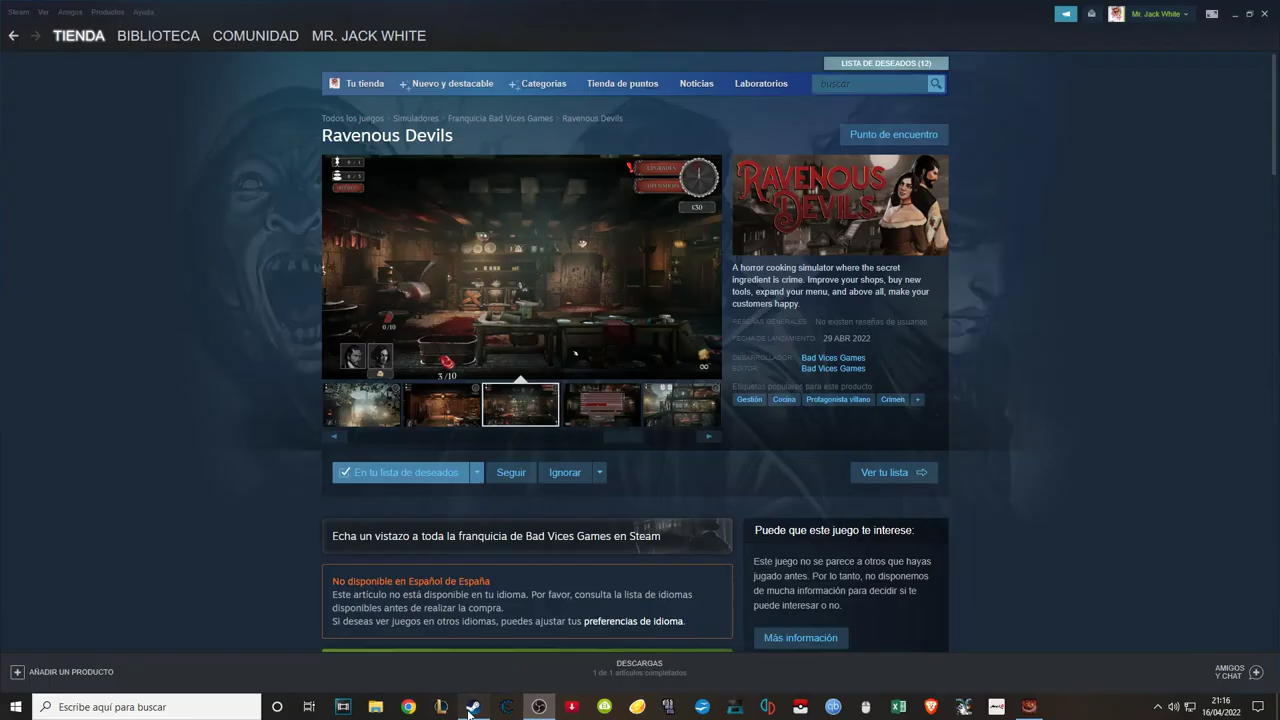 Steam Ver Amigos Productos Ayuda
Mr. Jack White
TIENDA BIBLIOTECA COMUNIDAD MR. JACK WHITE
LISTA DE DESEADOS (12)
Tu tienda Nuevo y destacable Categorías Tienda de puntos Noticias Laboratorios buscar
Todos los juegos > Simuladores > Franquicia Bad Vices Games > Ravenous Devils
Ravenous Devils
Punto de encuentro
0 / 1
0 / 3
UPGRADES
130
0/10
3 /10
∞
RAVENOUS DEVILS
A horror cooking simulator where the secret
ingredient is crime. Improve your shops, buy new
tools, expand your menu, and above all, make your
customers happy.
RESEÑAS GENERALES: No existen reseñas de usuarios
FECHA DE LANZAMIENTO: 29 ABR 2022
DESARROLLADOR: Bad Vices Games
EDITOR: Bad Vices Games
Etiquetas populares para este producto:
Gestión Cocina Protagonista villano Crimen +
En tu lista de deseados Seguir Ignorar Ver tu lista
Echa un vistazo a toda la franquicia de Bad Vices Games en Steam
No disponible en Español de España
Este artículo no está disponible en tu idioma. Por favor, consulta la lista de idiomas
disponibles antes de realizar la compra.
Si deseas ver juegos en otros idiomas, puedes ajustar tus preferencias de idioma.
Puede que este juego te interese:
Este juego no se parece a otros que hayas
jugado antes. Por lo tanto, no disponemos
de mucha información para decidir si te
puede interesar o no.
Más información
AÑADIR UN PRODUCTO
DESCARGAS
1 de 1 artículos completados
AMIGOS
Y CHAT
Escribe aquí para buscar
21:16
16/04/2022